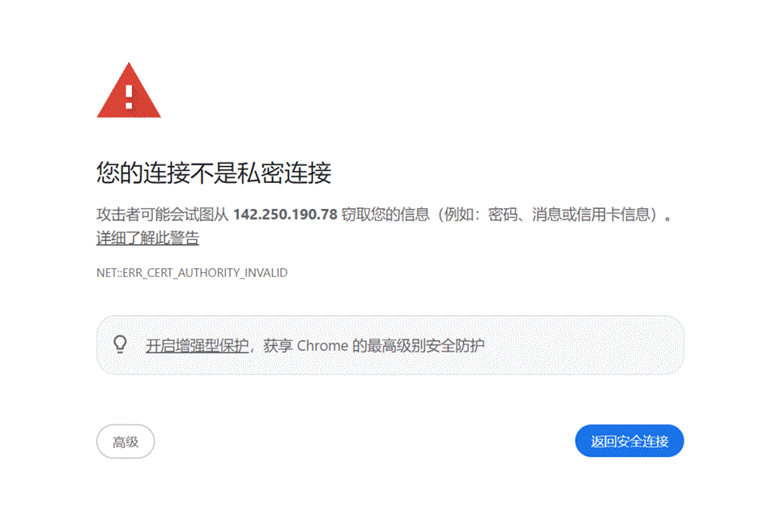 您的连接不是私密连接
攻击者可能会试图从 142.250.190.78 窃取您的信息（例如：密码、消息或信用卡信息）。
详细了解此警告
NET::ERR_CERT_AUTHORITY_INVALID
开启增强型保护，获享 Chrome 的最高级别安全防护
高级
返回安全连接